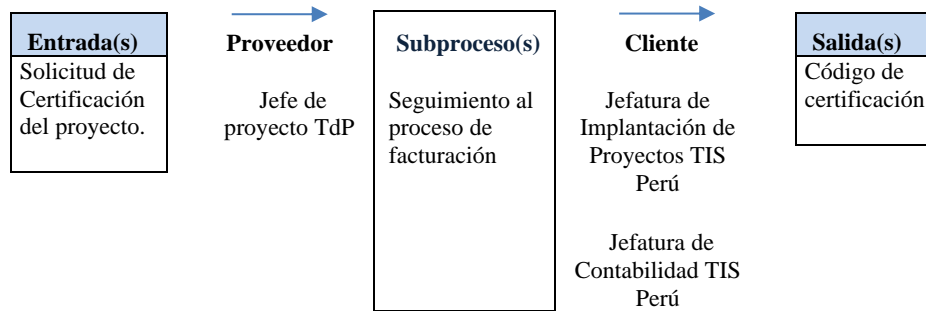 Entrada(s)
Solicitud de
Certificación
del proyecto.
Proveedor
Jefe de
proyecto TdP
Subproceso(s)
Seguimiento al
proceso de
facturación
Cliente
Jefatura de
Implantación de
Proyectos TIS
Perú
Jefatura de
Contabilidad TIS
Perú
Salida(s)
Código de
certificación